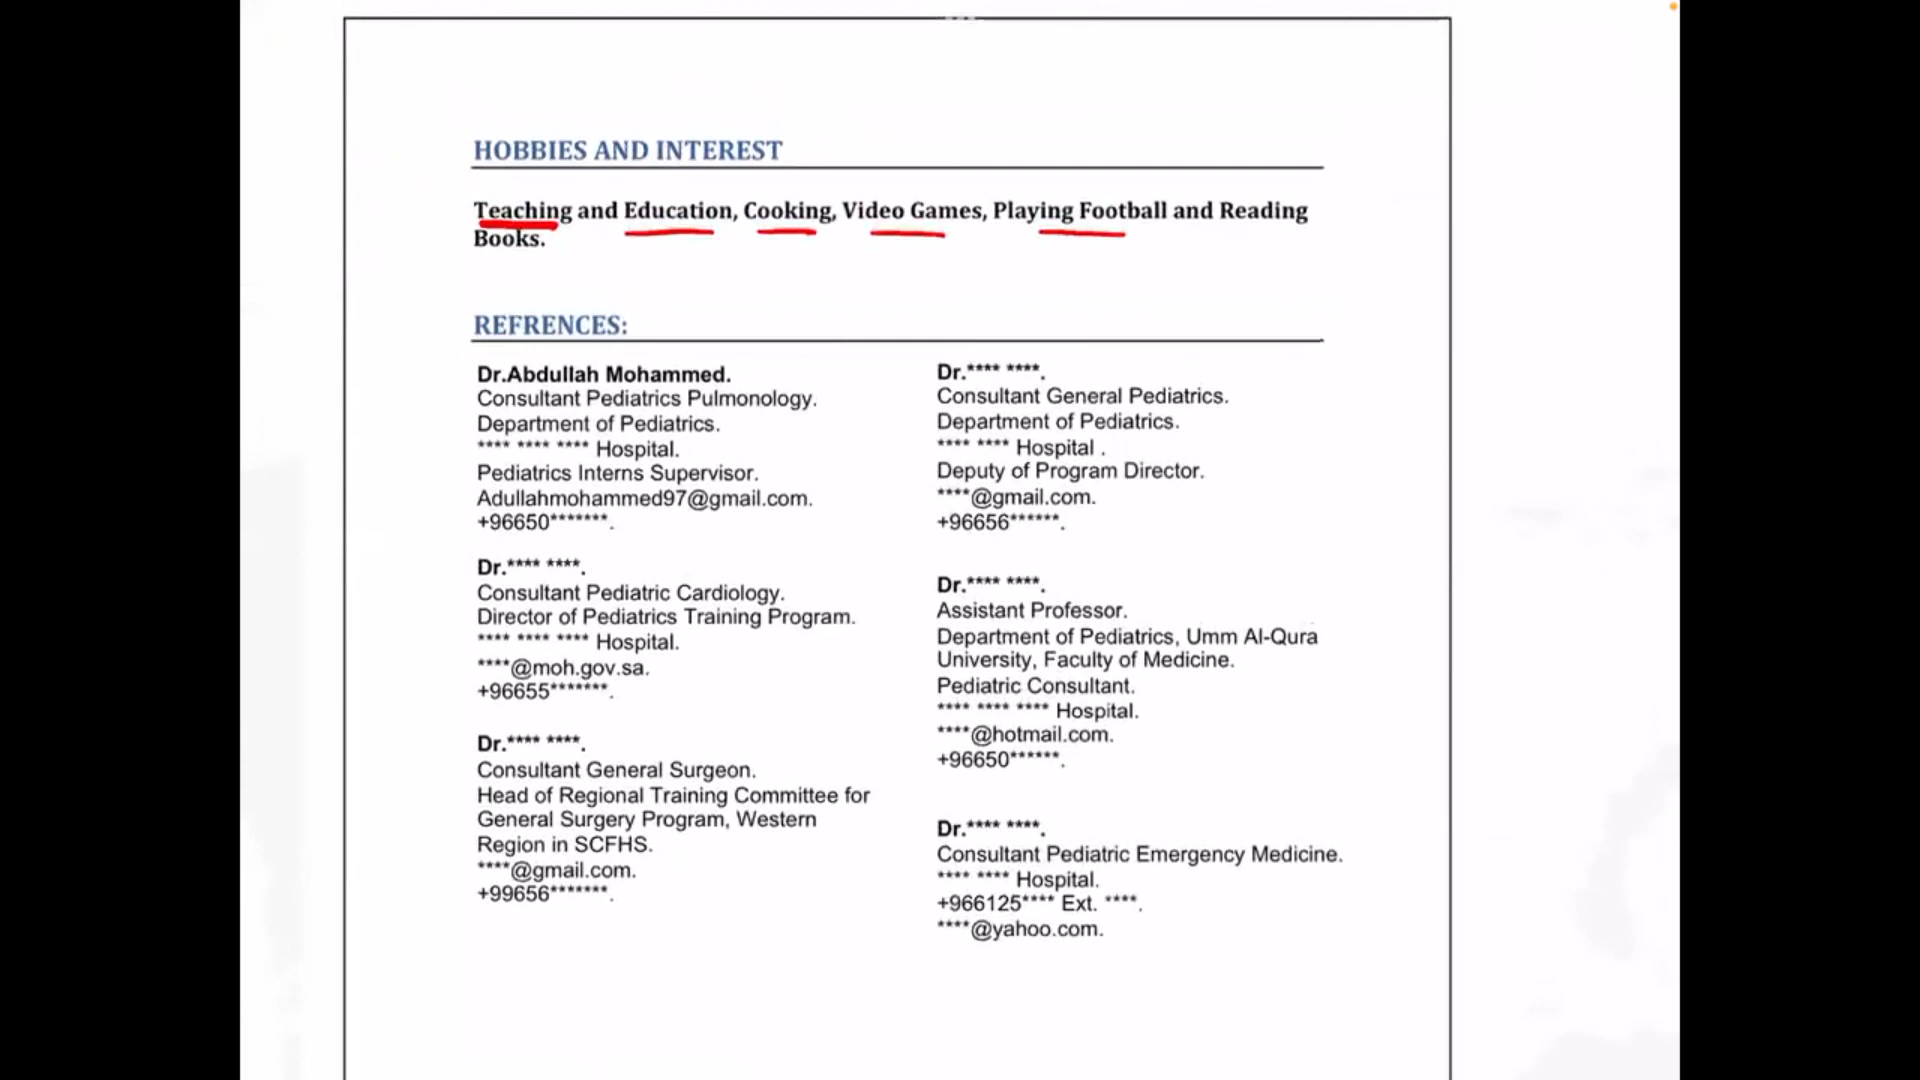 HOBBIES AND INTEREST
Teaching and Education, Cooking, Video Games, Playing Football and Reading
Books.
REFRENCES:
Dr.Abdullah Mohammed.
Consultant Pediatrics Pulmonology.
Department of Pediatrics.
**** **** **** Hospital.
Pediatrics Interns Supervisor.
Adullahmohammed97@gmail.com.
+96650*******.
Dr.**** ****.
Consultant Pediatric Cardiology.
Director of Pediatrics Training Program.
**** **** **** Hospital.
****@moh.gov.sa.
+96655*******.
Dr.**** ****.
Consultant General Surgeon.
Head of Regional Training Committee for
General Surgery Program, Western
Region in SCFHS.
****@gmail.com.
+99656*******.
Dr.**** ****.
Consultant General Pediatrics.
Department of Pediatrics.
**** **** Hospital .
Deputy of Program Director.
****@gmail.com.
+96656******.
Dr.**** ****.
Assistant Professor.
Department of Pediatrics, Umm Al-Qura
University, Faculty of Medicine.
Pediatric Consultant.
**** **** **** Hospital.
****@hotmail.com.
+96650******.
Dr.**** ****.
Consultant Pediatric Emergency Medicine.
**** **** Hospital.
+966125**** Ext. ****.
****@yahoo.com.